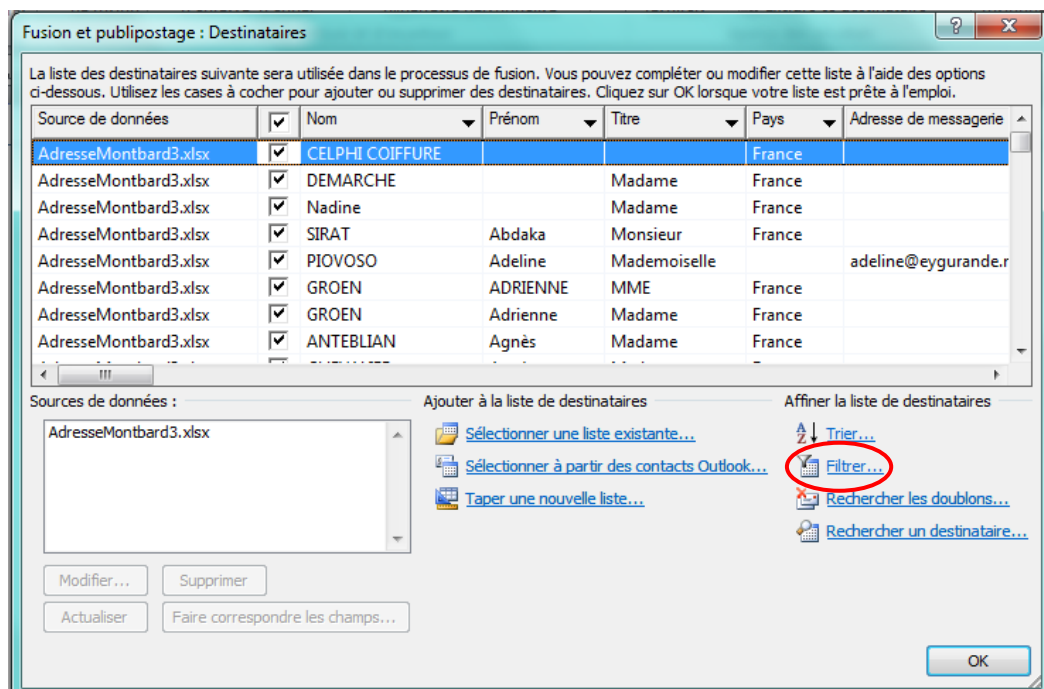 Fusion et publipostage : Destinataires
La liste des destinataires suivante sera utilisée dans le processus de fusion. Vous pouvez compléter ou modifier cette liste à l'aide des options
ci-dessous. Utilisez les cases à cocher pour ajouter ou supprimer des destinataires. Cliquez sur OK lorsque votre liste est prête à l'emploi.
Source de données Nom Prénom Titre Pays Adresse de messagerie
AdresseMontbard3.xlsx CELPHI COIFFURE France
AdresseMontbard3.xlsx DEMARCHE Madame France
AdresseMontbard3.xlsx Nadine Madame France
AdresseMontbard3.xlsx SIRAT Abdaka Monsieur France
AdresseMontbard3.xlsx PIOVOSO Adeline Mademoiselle adeline@eygurande.r
AdresseMontbard3.xlsx GROEN ADRIENNE MME France
AdresseMontbard3.xlsx GROEN Adrienne Madame France
AdresseMontbard3.xlsx ANTEBLIAN Agnès Madame France
Sources de données : Ajouter à la liste de destinataires Affiner la liste de destinataires
AdresseMontbard3.xlsx Sélectionner une liste existante... Trier...
Sélectionner à partir des contacts Outlook... Filtrer...
Taper une nouvelle liste... Rechercher les doublons...
Rechercher un destinataire...
Modifier... Supprimer
Actualiser Faire correspondre les champs...
OK